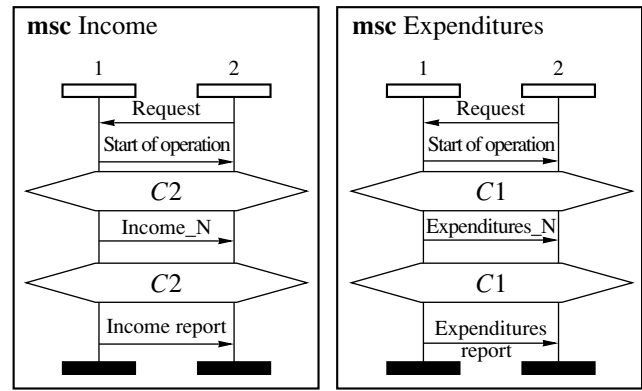 msc Income
1 2
Request
Start of operation
C2
Income_N
C2
Income report
msc Expenditures
1 2
Request
Start of operation
C1
Expenditures_N
C1
Expenditures
report